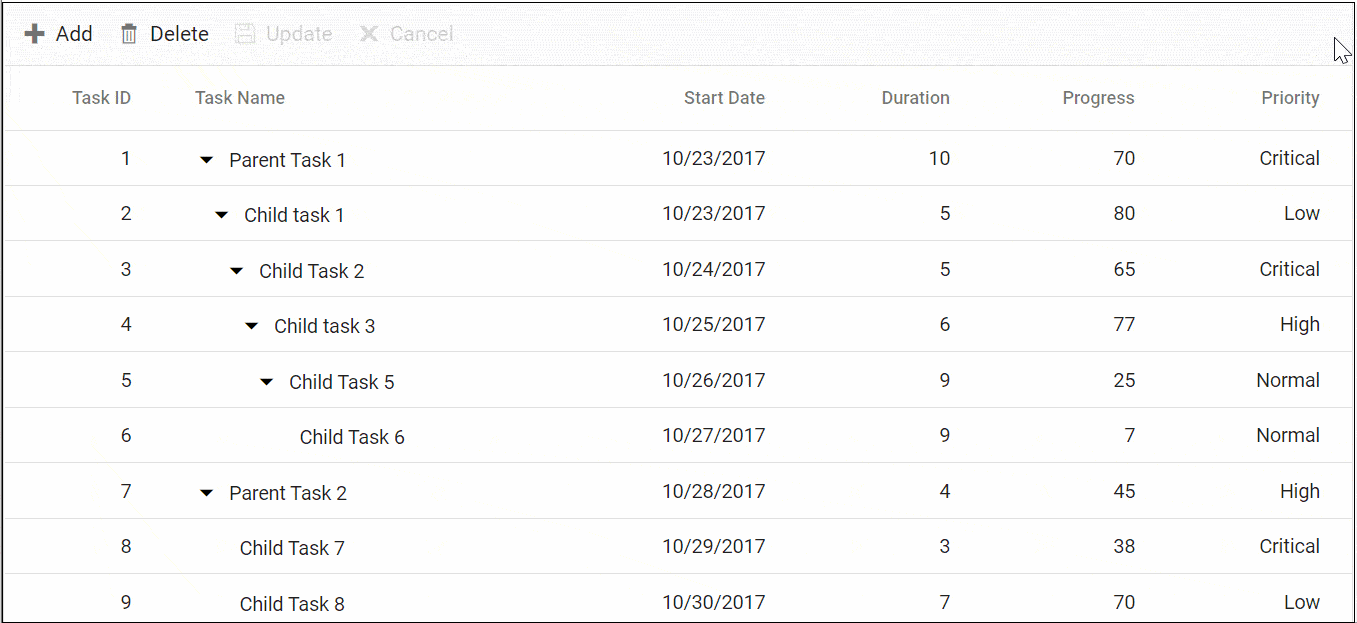 Add Delete Update Cancel
Task ID Task Name Start Date Duration Progress Priority
1 Parent Task 1 10/23/2017 10 70 Critical
2 Child task 1 10/23/2017 5 80 Low
3 Child Task 2 10/24/2017 5 65 Critical
4 Child task 3 10/25/2017 6 77 High
5 Child Task 5 10/26/2017 9 25 Normal
6 Child Task 6 10/27/2017 9 7 Normal
7 Parent Task 2 10/28/2017 4 45 High
8 Child Task 7 10/29/2017 3 38 Critical
9 Child Task 8 10/30/2017 7 70 Low